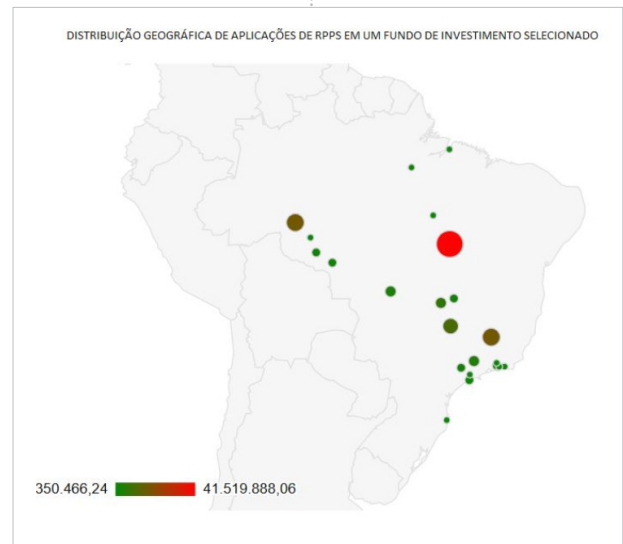 DISTRIBUIÇÃO GEOGRÁFICA DE APLICAÇÕES DE RPPS EM UM FUNDO DE INVESTIMENTO SELECIONADO
350.466,24 41.519.888,06